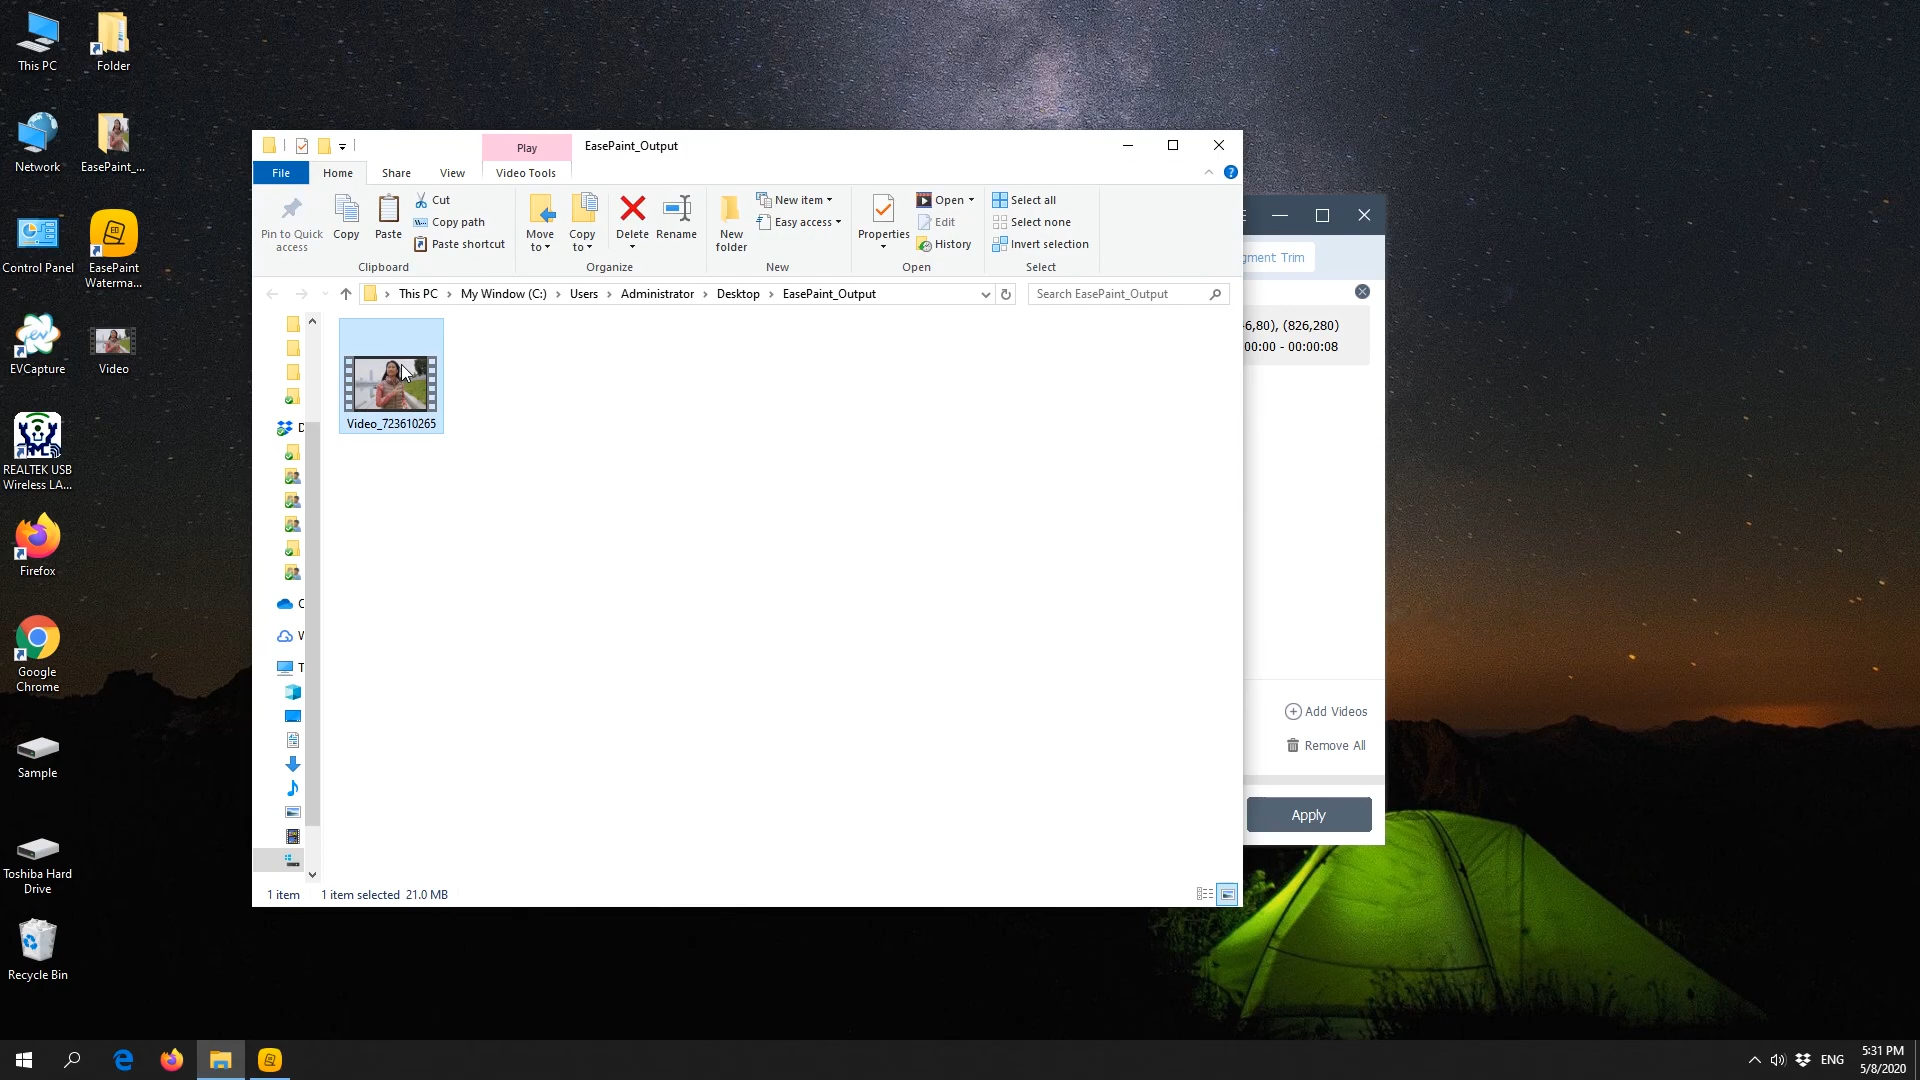 This PC
Folder
Network
EasePaint_...
Control Panel
EasePaint
Waterma...
EVCapture
Video
REALTEK USB
Wireless LA...
Firefox
Google
Chrome
Sample
Toshiba Hard
Drive
Recycle Bin
Play
EasePaint_Output
File
Home
Share
View
Video Tools
Pin to Quick
access
Copy
Paste
Cut
Copy path
Paste shortcut
Clipboard
Move
to
Copy
to
Delete
Rename
Organize
New
folder
New item
Easy access
New
Properties
Open
Edit
History
Open
Select all
Select none
Invert selection
Select
This PC > My Window (C:) > Users > Administrator > Desktop > EasePaint_Output
Search EasePaint_Output
Video_723610265
1 item 1 item selected 21.0 MB
gment Trim
6,80), (826,280)
00:00 - 00:00:08
Add Videos
Remove All
Apply
ENG
5:31 PM
5/8/2020